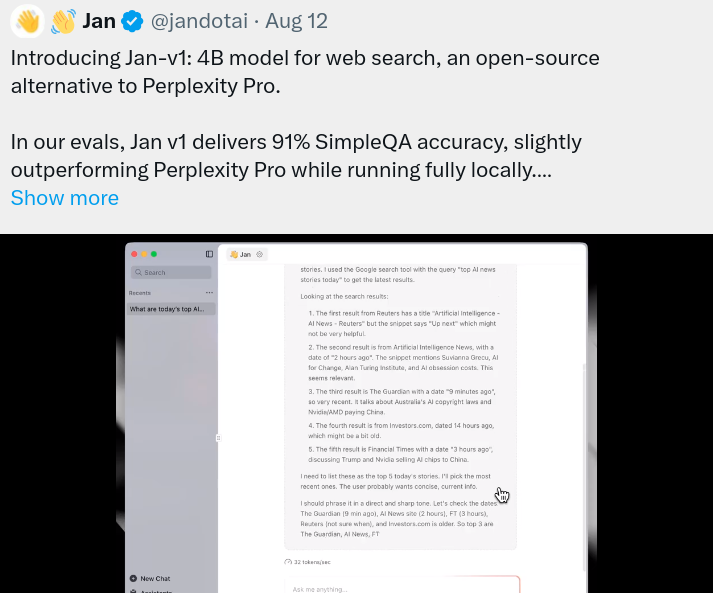 Jan @jandotai · Aug 12
Introducing Jan-v1: 4B model for web search, an open-source
alternative to Perplexity Pro.
In our evals, Jan v1 delivers 91% SimpleQA accuracy, slightly
outperforming Perplexity Pro while running fully locally....
Show more
Jan
Search
Recents
What are today's top AI...
stories. I used the Google search tool with the query "top AI news
stories today" to get the latest results.
Looking at the search results:
1. The first result from Reuters has a title "Artificial Intelligence -
AI News - Reuters" but the snippet says "Up next" which might
not be very helpful.
2. The second result is from Artificial Intelligence News, with a
date of "2 hours ago". The snippet mentions Suvianna Grecu, AI
for Change, Alan Turing Institute, and AI obsession costs. This
seems relevant.
3. The third result is The Guardian with a date "9 minutes ago",
so very recent. It talks about Australia's AI copyright laws and
Nvidia/AMD paying China.
4. The fourth result is from Investors.com, dated 14 hours ago,
which might be a bit old.
5. The fifth result is Financial Times with a date "3 hours ago",
discussing Trump and Nvidia selling AI chips to China.
I need to list these as the top 5 today's stories. I'll pick the most
recent ones. The user probably wants concise, current info.
I should phrase it in a direct and sharp tone. Let's check the dates
The Guardian (9 min ago), AI News site (2 hours), FT (3 hours),
Reuters (not sure when), and Investors.com is older. So top 3 are
The Guardian, AI News, FT
32 tokens/sec
New Chat
Assistants
Ask me anything...